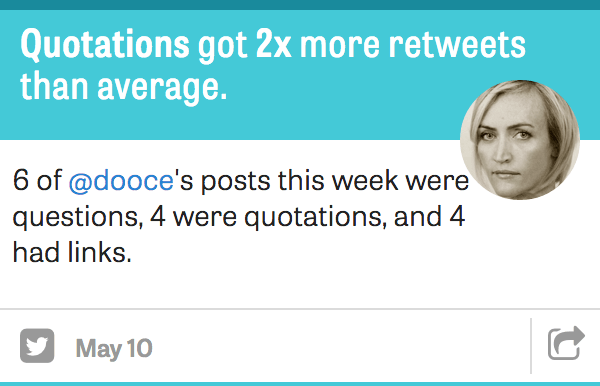 Quotations got 2x more retweets
than average.
6 of @dooce's posts this week were
questions, 4 were quotations, and 4
had links.
May 10